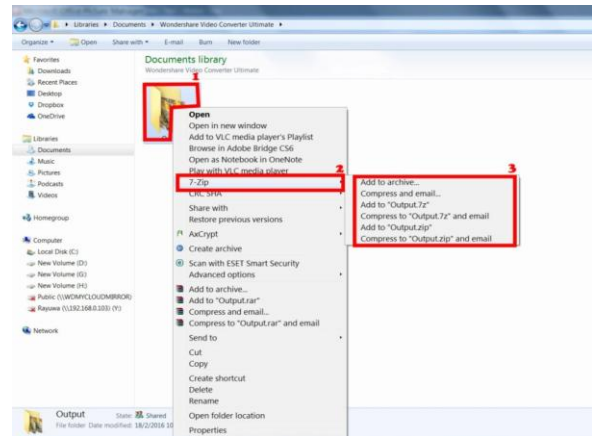 Libraries ▸ Documents ▸ Wondershare Video Converter Ultimate ▸
Organize ▾ Open Share with ▾ E-mail Burn New folder
Favorites
Downloads
Recent Places
Desktop
Dropbox
OneDrive
Libraries
Documents
Music
Pictures
Podcasts
Videos
Homegroup
Computer
Local Disk (C:)
New Volume (D:)
New Volume (G:)
New Volume (H:)
Public (\\WDMYCLOUDMIRROR)
Rayuwa (\\192.168.0.103) (Y:)
Network
Documents library
Wondershare Video Converter Ultimate
1
Open
Open in new window
Add to VLC media player's Playlist
Browse in Adobe Bridge CS6
Open as Notebook in OneNote
Play with VLC media player
2
7-Zip
CRC SHA
Share with
Restore previous versions
AxCrypt
Create archive
Scan with ESET Smart Security
Advanced options
Add to archive...
Add to "Output.rar"
Compress and email...
Compress to "Output.rar" and email
Send to
Cut
Copy
Create shortcut
Delete
Rename
Open folder location
Properties
3
Add to archive...
Compress and email...
Add to "Output.7z"
Compress to "Output.7z" and email
Add to "Output.zip"
Compress to "Output.zip" and email
Output State: Shared
File folder Date modified: 18/2/2016 10